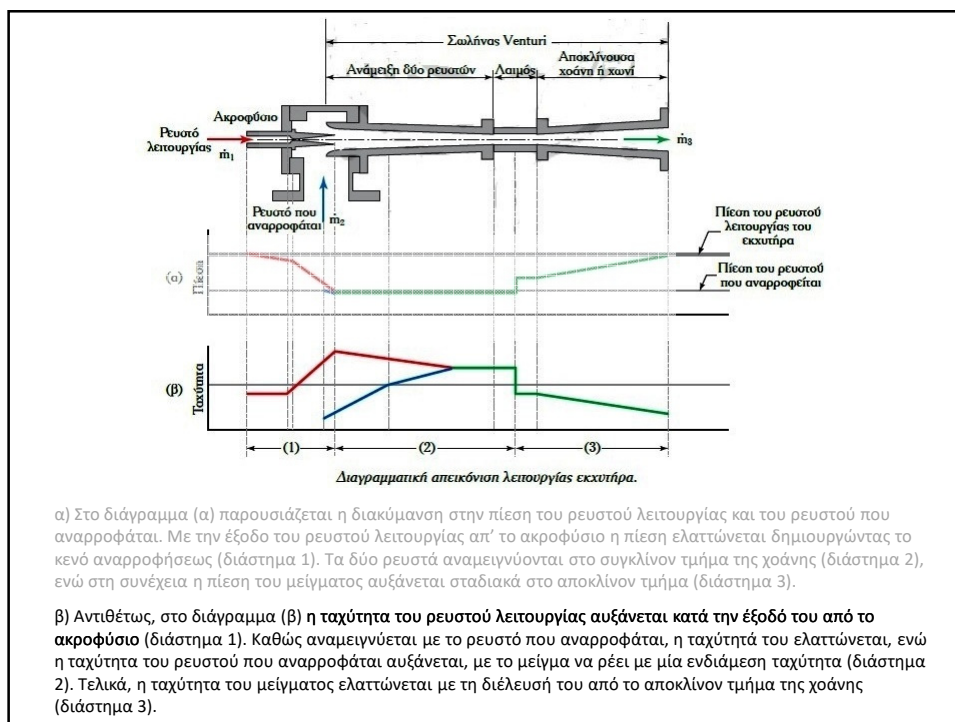 Σωλήνας Venturi
Ανάμειξη δύο ρευστών
Λαιμός
Αποκλίνουσα
χοάνη ή χωνί
Ακροφύσιο
Ρευστό
λειτουργίας
ṁ₁
ṁ₃
Ρευστό που
αναρροφάται
ṁ₂
Πίεση του ρευστού
λειτουργίας του
εκχυτήρα
(α)
Πίεση
Πίεση του ρευστού
που αναρροφείται
(β)
Ταχύτητα
(1)
(2)
(3)
Διαγραμματική απεικόνιση λειτουργίας εκχυτήρα.
α) Στο διάγραμμα (α) παρουσιάζεται η διακύμανση στην πίεση του ρευστού λειτουργίας και του ρευστού που
αναρροφάται. Με την έξοδο του ρευστού λειτουργίας απ’ το ακροφύσιο η πίεση ελαττώνεται δημιουργώντας το
κενό αναρροφήσεως (διάστημα 1). Τα δύο ρευστά αναμειγνύονται στο συγκλίνον τμήμα της χοάνης (διάστημα 2),
ενώ στη συνέχεια η πίεση του μείγματος αυξάνεται σταδιακά στο αποκλίνον τμήμα (διάστημα 3).
β) Αντιθέτως, στο διάγραμμα (β) η ταχύτητα του ρευστού λειτουργίας αυξάνεται κατά την έξοδό του από το
ακροφύσιο (διάστημα 1). Καθώς αναμειγνύεται με το ρευστό που αναρροφάται, η ταχύτητά του ελαττώνεται, ενώ
η ταχύτητα του ρευστού που αναρροφάται αυξάνεται, με το μείγμα να ρέει με μία ενδιάμεση ταχύτητα (διάστημα
2). Τελικά, η ταχύτητα του μείγματος ελαττώνεται με τη διέλευσή του από το αποκλίνον τμήμα της χοάνης
(διάστημα 3).